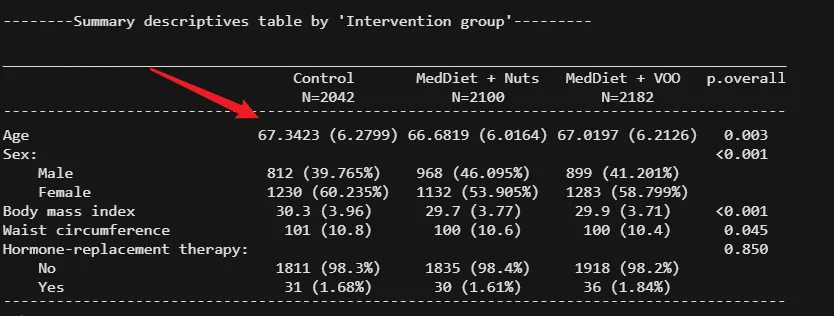 --------Summary descriptives table by 'Intervention group'---------
Control MedDiet + Nuts MedDiet + VOO p.overall
N=2042 N=2100 N=2182
Age 67.3423 (6.2799) 66.6819 (6.0164) 67.0197 (6.2126) 0.003
Sex: <0.001
Male 812 (39.765%) 968 (46.095%) 899 (41.201%)
Female 1230 (60.235%) 1132 (53.905%) 1283 (58.799%)
Body mass index 30.3 (3.96) 29.7 (3.77) 29.9 (3.71) <0.001
Waist circumference 101 (10.8) 100 (10.6) 100 (10.4) 0.045
Hormone-replacement therapy: 0.850
No 1811 (98.3%) 1835 (98.4%) 1918 (98.2%)
Yes 31 (1.68%) 30 (1.61%) 36 (1.84%)